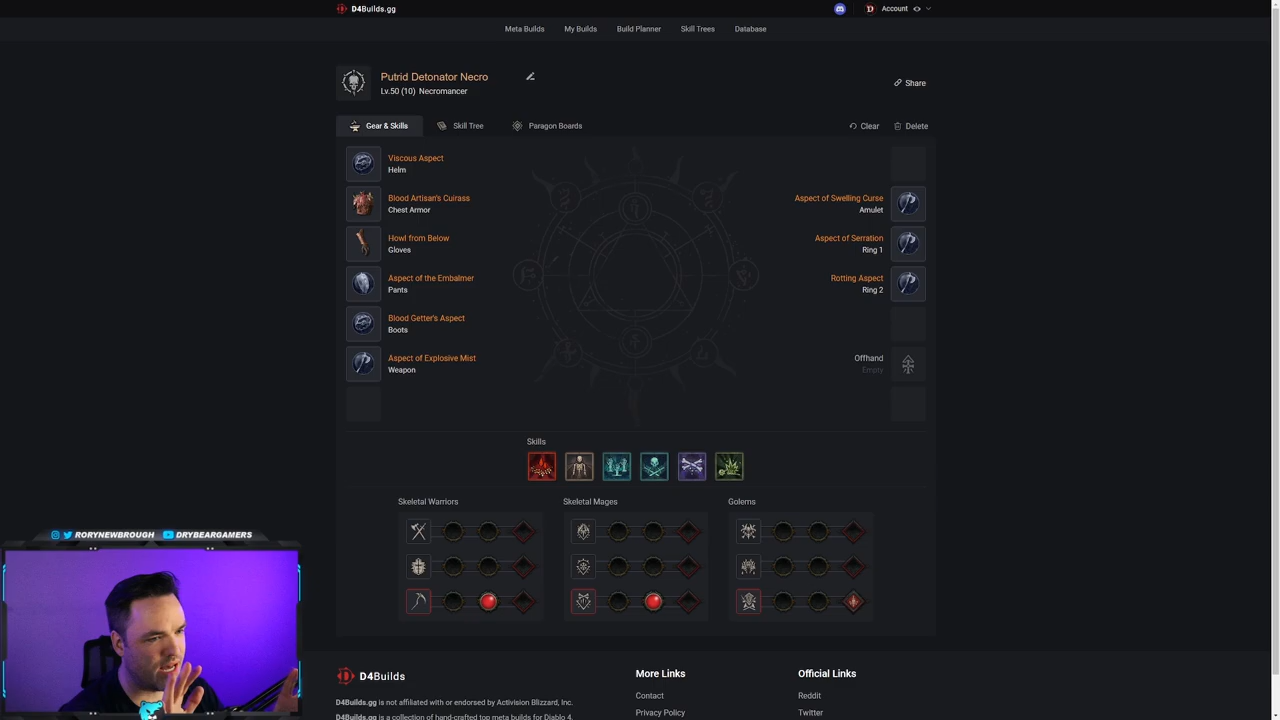 D4Builds.gg
Account
Meta Builds
My Builds
Build Planner
Skill Trees
Database
Putrid Detonator Necro
Lv.50 (10) Necromancer
Share
Gear & Skills
Skill Tree
Paragon Boards
Clear
Delete
Viscous Aspect
Helm
Blood Artisan's Cuirass
Chest Armor
Howl from Below
Gloves
Aspect of the Embalmer
Pants
Blood Getter's Aspect
Boots
Aspect of Explosive Mist
Weapon
Aspect of Swelling Curse
Amulet
Aspect of Serration
Ring 1
Rotting Aspect
Ring 2
Offhand
Empty
Skills
Skeletal Warriors
Skeletal Mages
Golems
RORYNEWBROUGH
DRYBEARGAMERS
D4Builds
D4Builds.gg is not affiliated with or endorsed by Activision Blizzard, Inc.
D4Builds.gg is a collection of hand-crafted top meta builds for Diablo 4.
More Links
Contact
Privacy Policy
Official Links
Reddit
Twitter